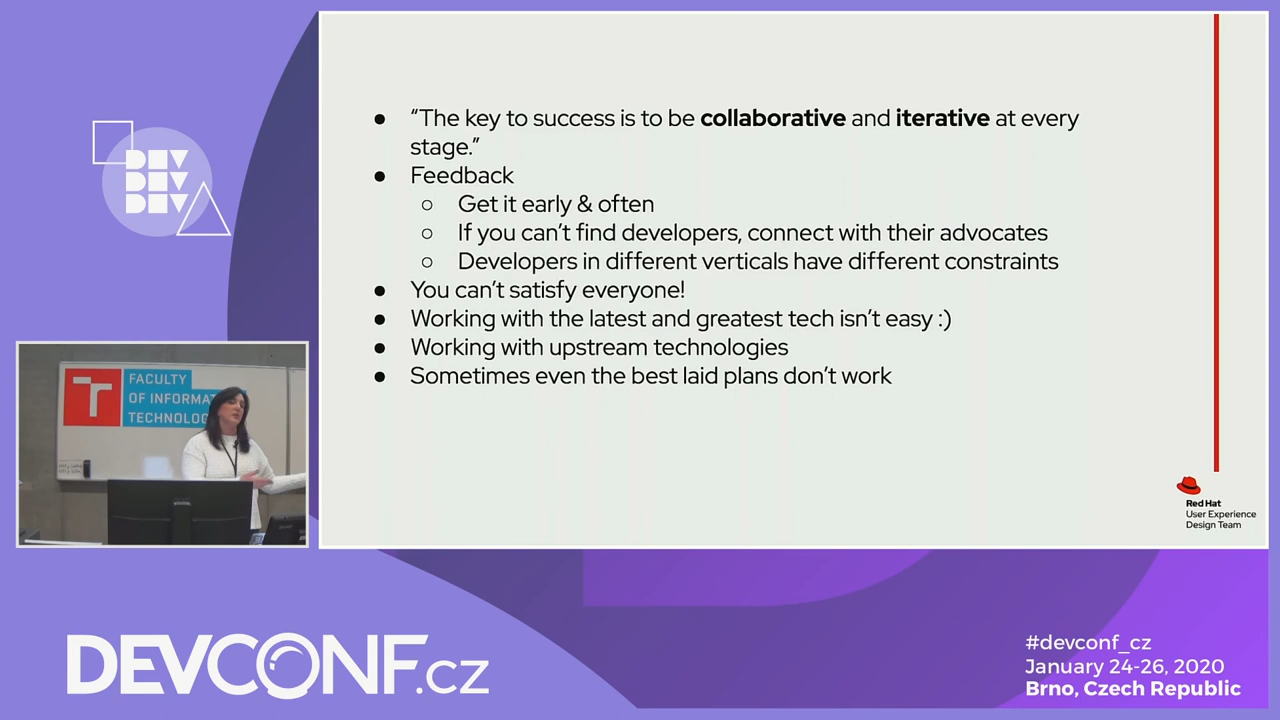 DEV
DEV
DEV
● “The key to success is to be collaborative and iterative at every
stage.”
● Feedback
○ Get it early & often
○ If you can’t find developers, connect with their advocates
○ Developers in different verticals have different constraints
● You can’t satisfy everyone!
● Working with the latest and greatest tech isn’t easy :)
● Working with upstream technologies
● Sometimes even the best laid plans don’t work
Red Hat
User Experience
Design Team
FACULTY
OF INFORMA
TECHNOLOG
DEVCONF.cz
#devconf_cz
January 24-26, 2020
Brno, Czech Republic